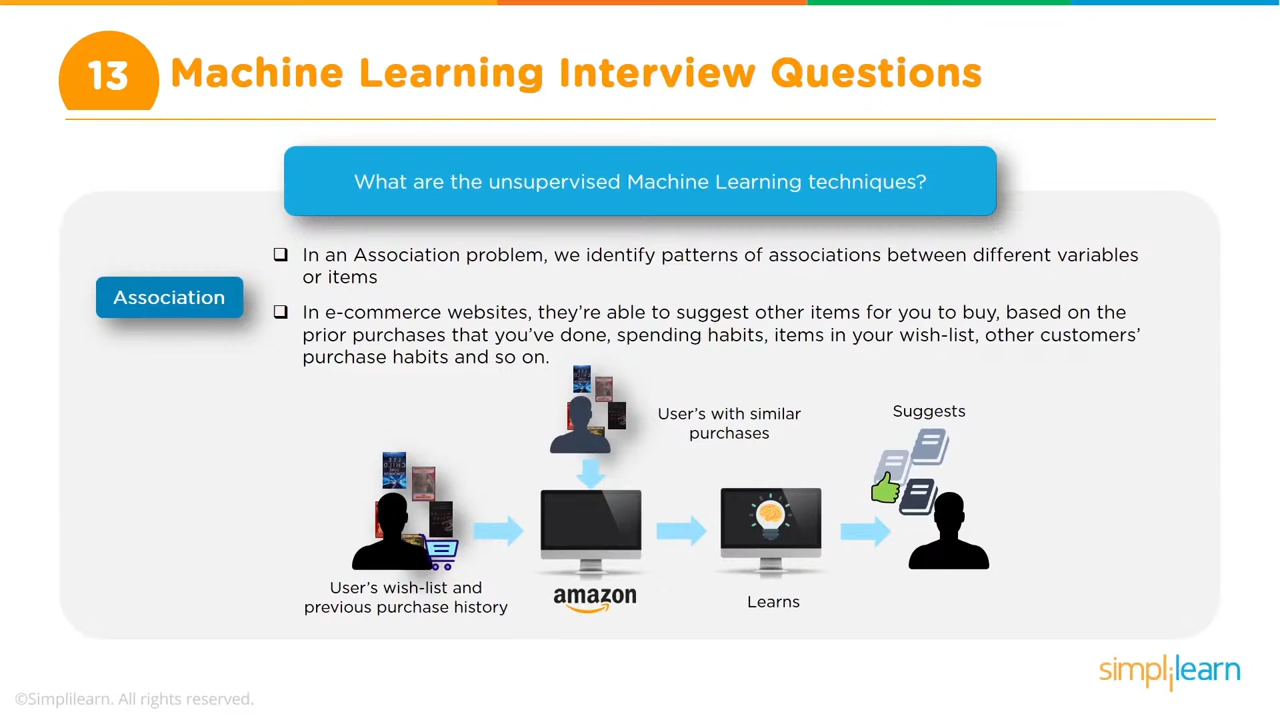 13
Machine Learning Interview Questions
What are the unsupervised Machine Learning techniques?
Association
❑ In an Association problem, we identify patterns of associations between different variables
or items
❑ In e-commerce websites, they’re able to suggest other items for you to buy, based on the
prior purchases that you’ve done, spending habits, items in your wish-list, other customers’
purchase habits and so on.
User’s with similar
purchases
Suggests
User’s wish-list and
previous purchase history
amazon
Learns
simplilearn
©Simplilearn. All rights reserved.